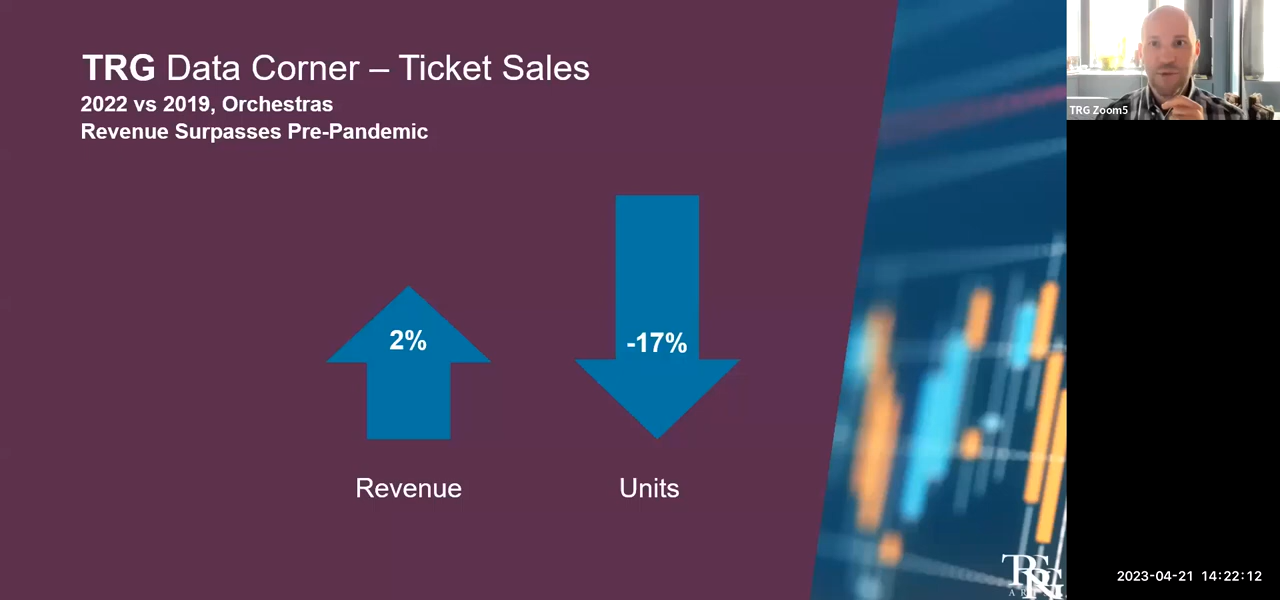 TRG Data Corner – Ticket Sales
2022 vs 2019, Orchestras
Revenue Surpasses Pre-Pandemic
2%
-17%
Revenue
Units
TRG Zoom5
TRG
2023-04-21 14:22:12